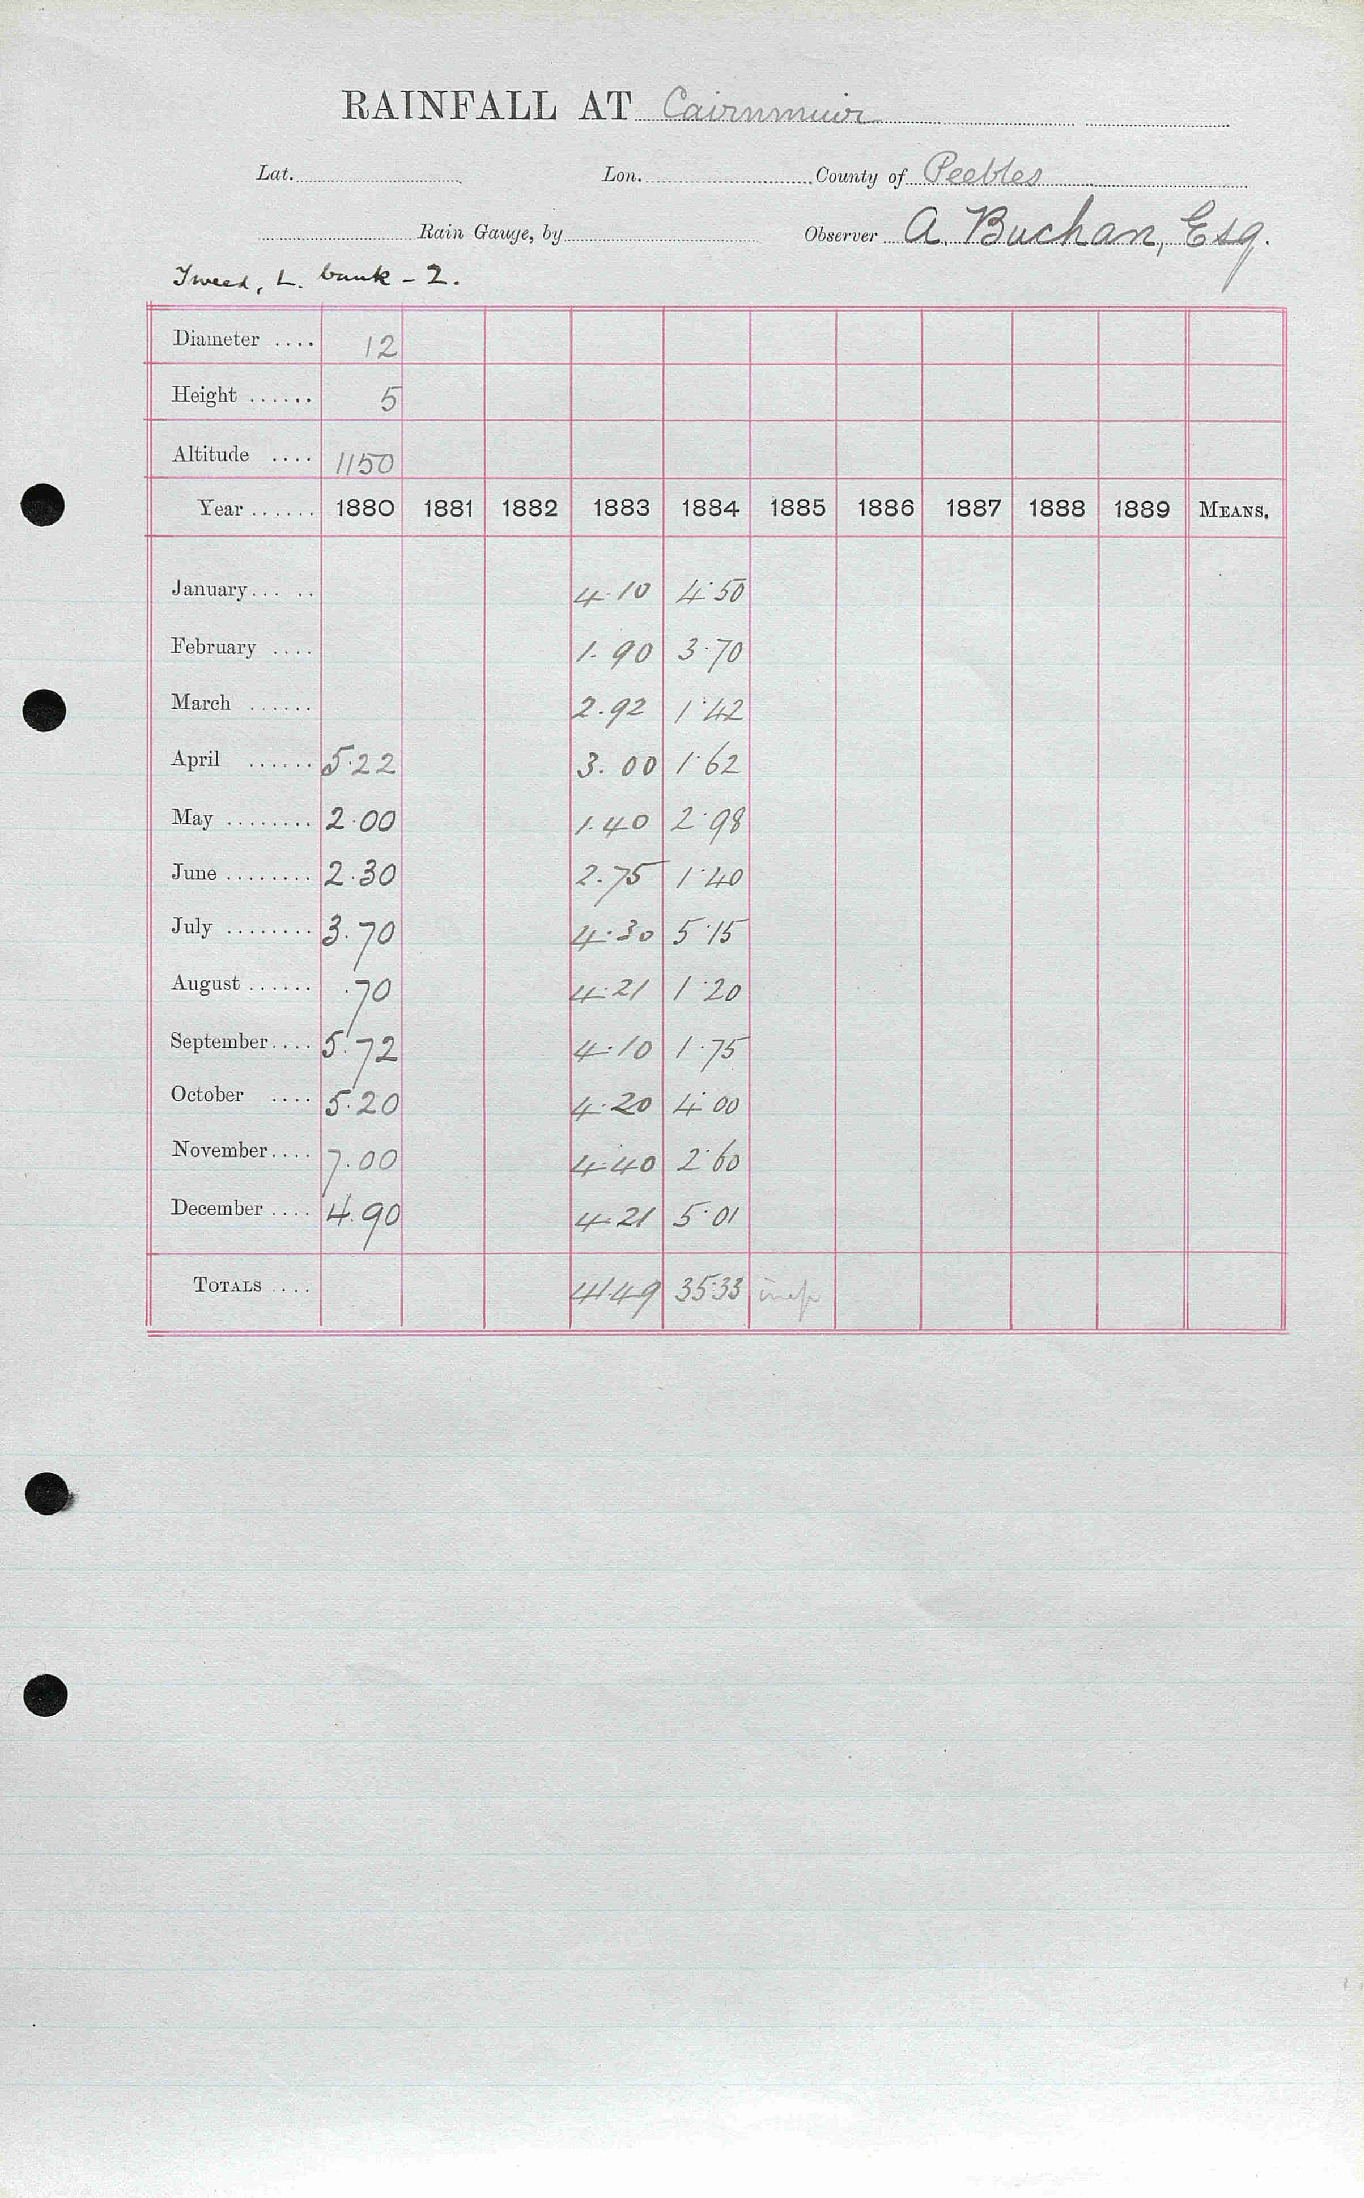 RAINFALL AT Cairnmuir
Lat. Lon. County of Peebles
Rain Gauge, by Observer A. Buchan, Esq.
Tweed, L. bank - 2.
Diameter .... 12
Height ...... 5
Altitude .... 1150
Year ...... 1880 1881 1882 1883 1884 1885 1886 1887 1888 1889 MEANS.
January... .. 4.10 4.50
February .... 1.90 3.70
March ...... 2.92 1.42
April ...... 5.22 3.00 1.62
May ........ 2.00 1.40 2.98
June ........ 2.30 2.75 1.40
July ........ 3.70 4.30 5.15
August ...... .70 4.21 1.20
September.... 5.72 4.10 1.75
October .... 5.20 4.20 4.00
November.... 7.00 4.40 2.60
December .... 4.90 4.21 5.01
TOTALS .... 41.49 35.33